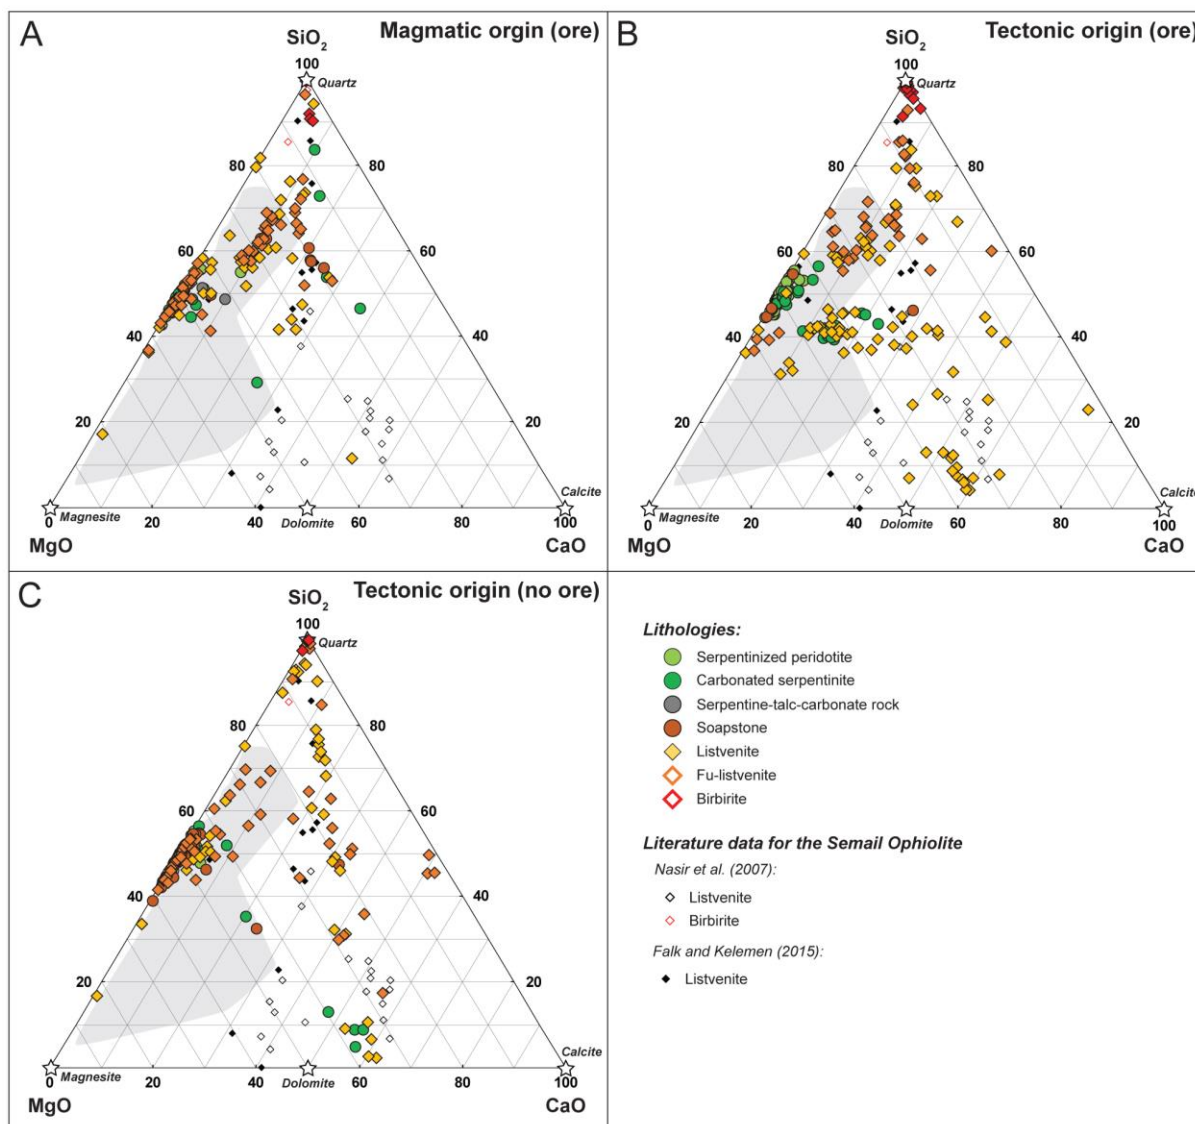 A
Magmatic orgin (ore)
SiO2
100
Quartz
80
80
60
60
40
40
20
20
Magnesite
Dolomite
Calcite
0
20
40
60
80
100
MgO
CaO
B
Tectonic origin (ore)
SiO2
100
Quartz
80
80
60
60
40
40
20
20
Magnesite
Dolomite
Calcite
0
20
40
60
80
100
MgO
CaO
C
Tectonic origin (no ore)
SiO2
100
Quartz
80
80
60
60
40
40
20
20
Magnesite
Dolomite
Calcite
0
20
40
60
80
100
MgO
CaO
Lithologies:
Serpentinized peridotite
Carbonated serpentinite
Serpentine-talc-carbonate rock
Soapstone
Listvenite
Fu-listvenite
Birbirite
Literature data for the Semail Ophiolite
Nasir et al. (2007):
Listvenite
Birbirite
Falk and Kelemen (2015):
Listvenite